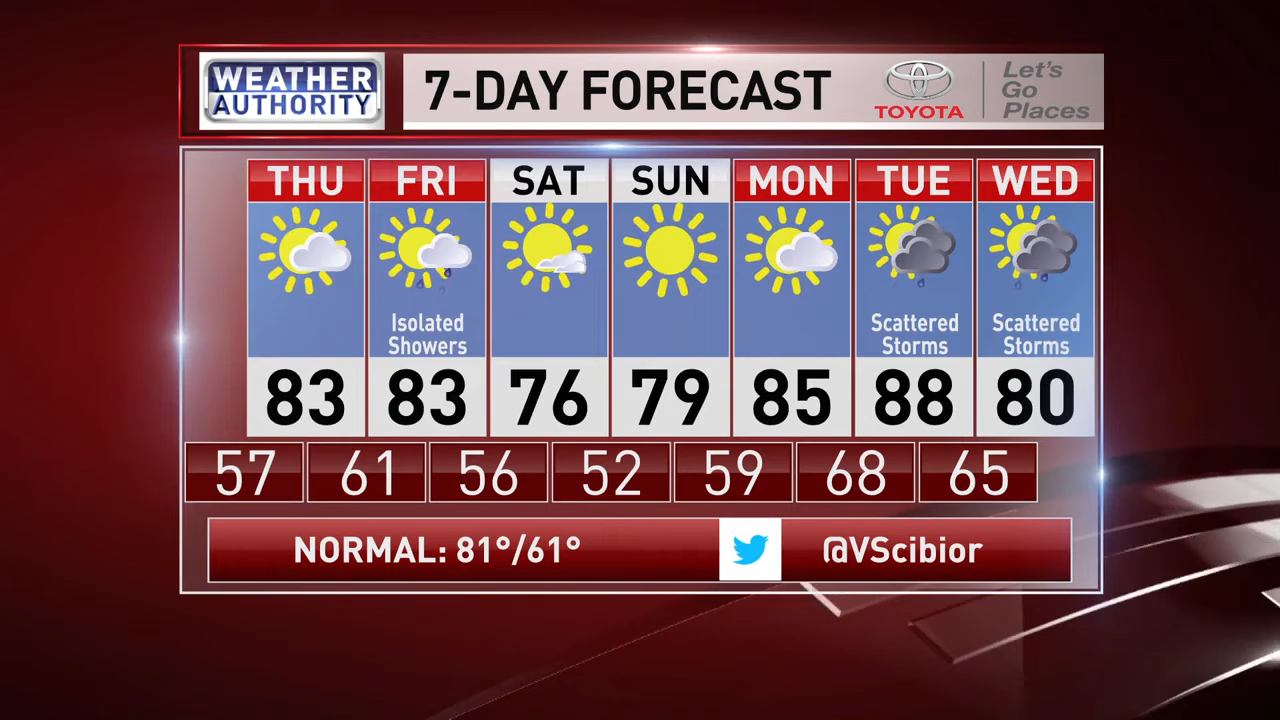 WEATHER
AUTHORITY
7-DAY FORECAST
TOYOTA
Let's
Go
Places
THU FRI SAT SUN MON TUE WED
Isolated
Showers
Scattered
Storms
Scattered
Storms
83 83 76 79 85 88 80
57 61 56 52 59 68 65
NORMAL: 81°/61°
@VScibior